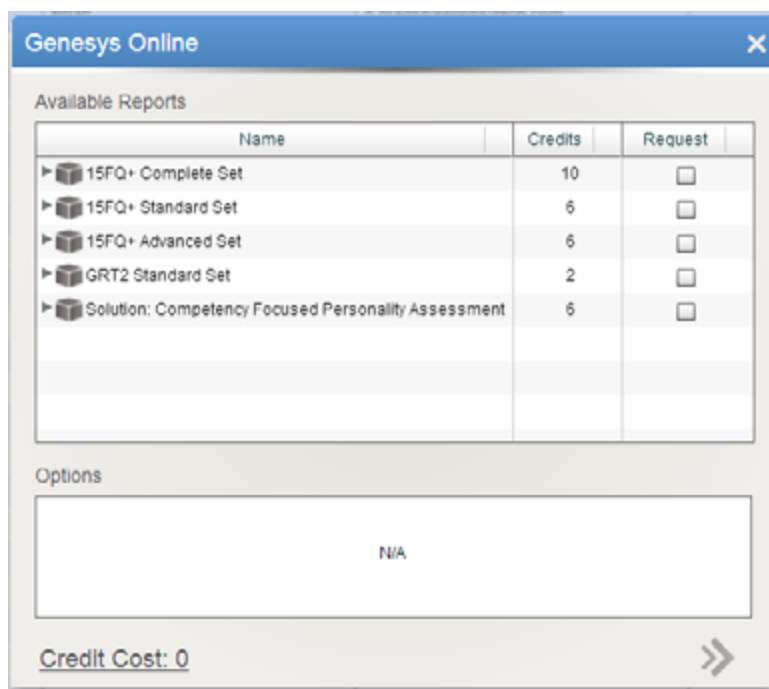 Genesys Online
Available Reports
Name Credits Request
15FQ+ Complete Set 10
15FQ+ Standard Set 6
15FQ+ Advanced Set 6
GRT2 Standard Set 2
Solution: Competency Focused Personality Assessment 6
Options
N/A
Credit Cost: 0